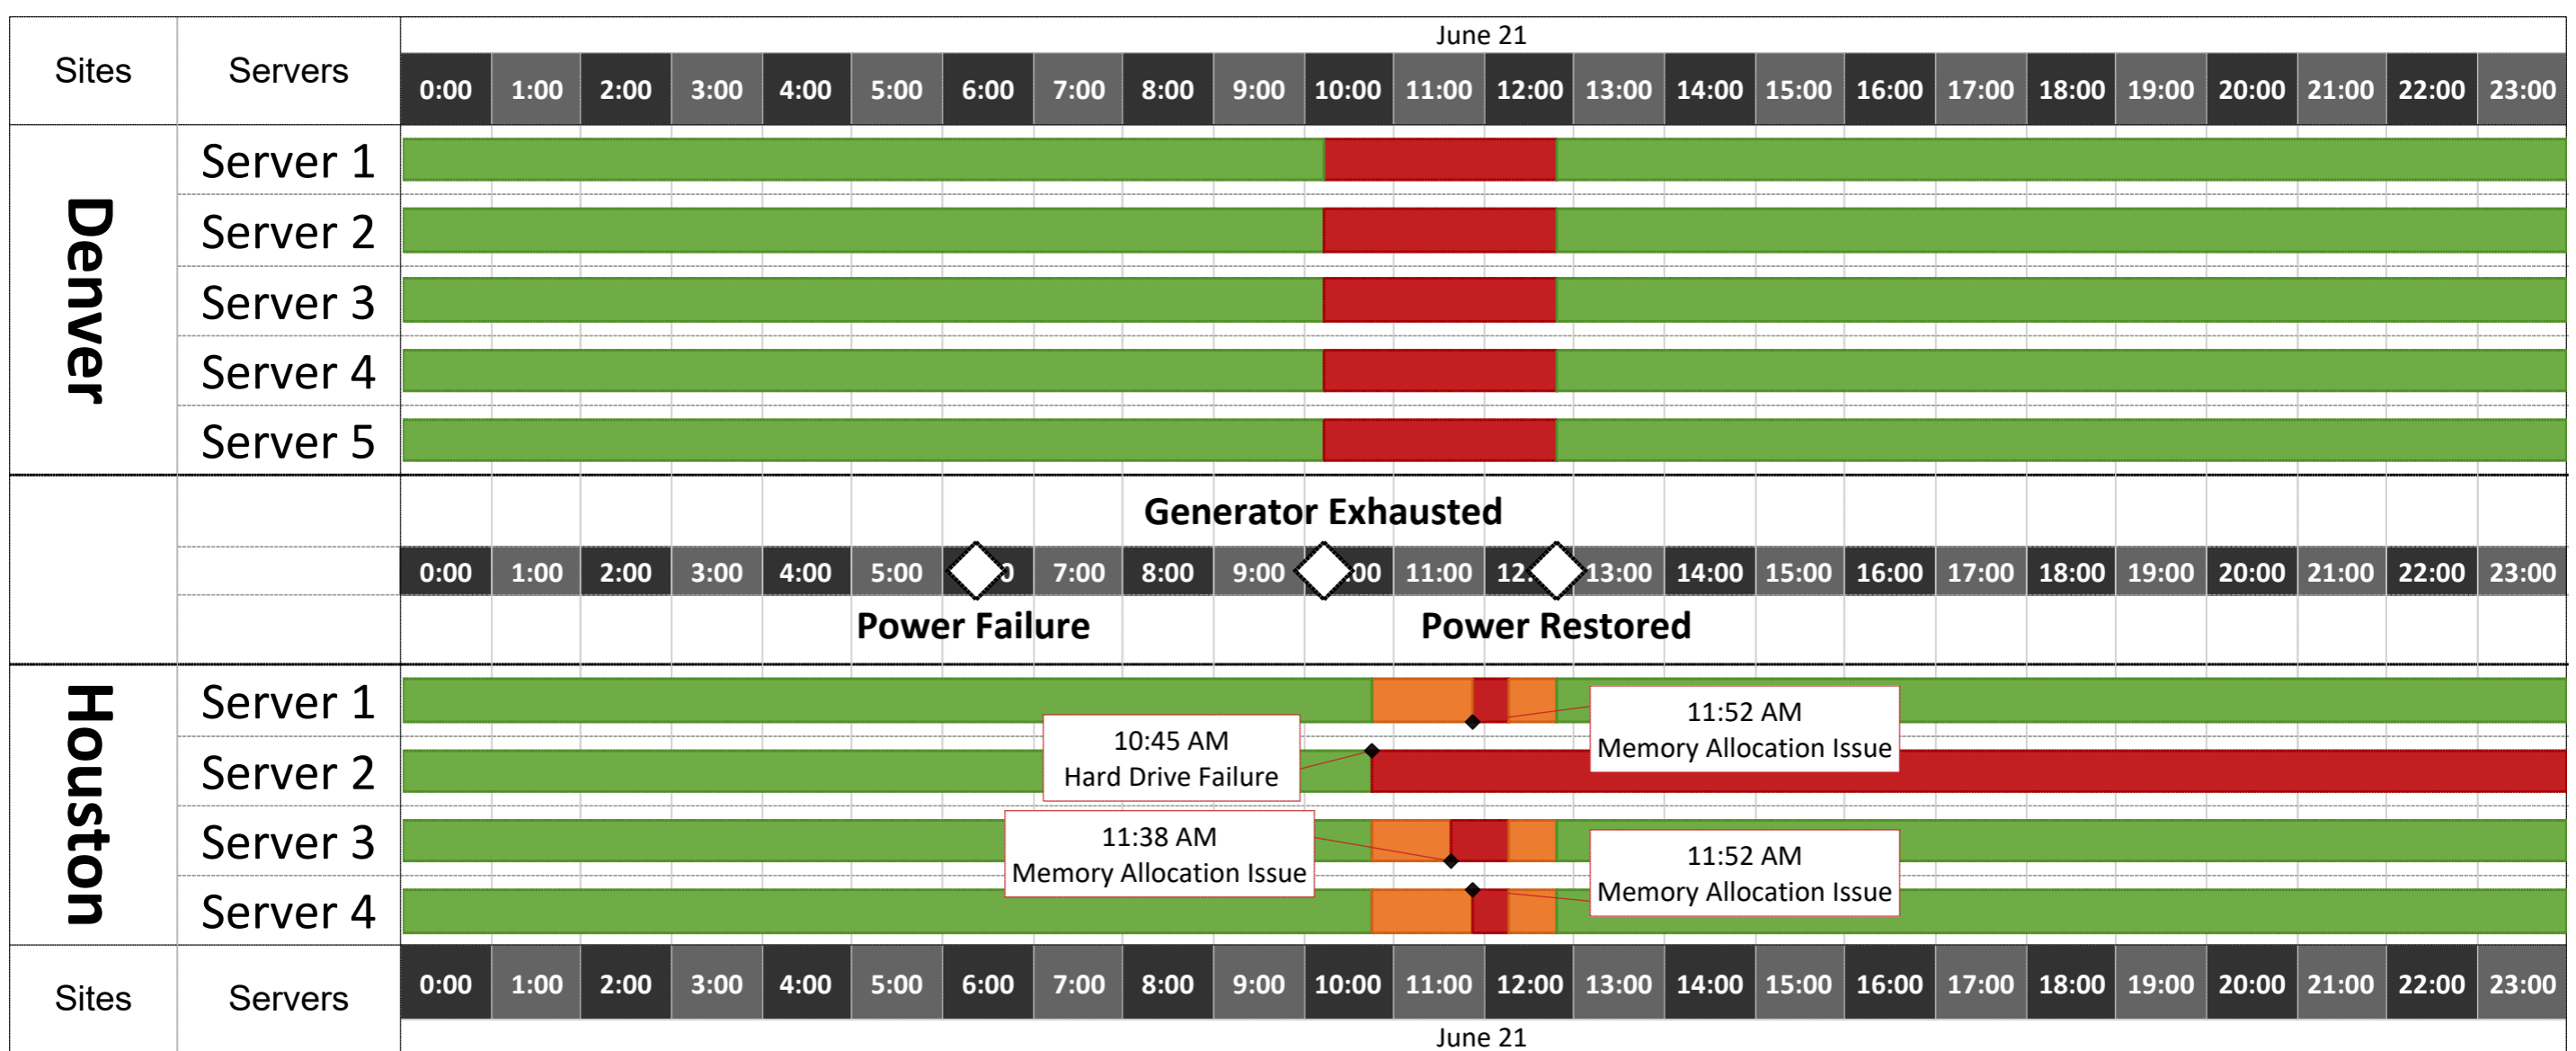 June 21
Sites Servers 0:00 1:00 2:00 3:00 4:00 5:00 6:00 7:00 8:00 9:00 10:00 11:00 12:00 13:00 14:00 15:00 16:00 17:00 18:00 19:00 20:00 21:00 22:00 23:00
Denver
Server 1
Server 2
Server 3
Server 4
Server 5
Generator Exhausted
0:00 1:00 2:00 3:00 4:00 5:00 7:00 8:00 9:00 11:00 13:00 14:00 15:00 16:00 17:00 18:00 19:00 20:00 21:00 22:00 23:00
Power Failure Power Restored
Houston
Server 1
11:52 AM
Memory Allocation Issue
Server 2
10:45 AM
Hard Drive Failure
Server 3
11:38 AM
Memory Allocation Issue
11:52 AM
Memory Allocation Issue
Server 4
Sites Servers 0:00 1:00 2:00 3:00 4:00 5:00 6:00 7:00 8:00 9:00 10:00 11:00 12:00 13:00 14:00 15:00 16:00 17:00 18:00 19:00 20:00 21:00 22:00 23:00
June 21